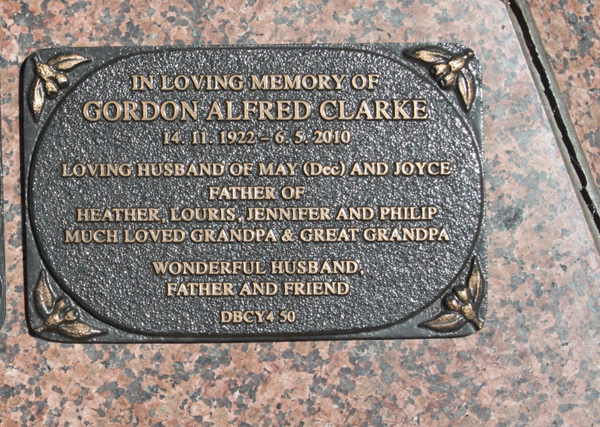 IN LOVING MEMORY OF
GORDON ALFRED CLARKE
14. 11. 1922 – 6. 5. 2010
LOVING HUSBAND OF MAY (Dec) AND JOYCE
FATHER OF
HEATHER, LOURIS, JENNIFER AND PHILIP
MUCH LOVED GRANDPA & GREAT GRANDPA
WONDERFUL HUSBAND,
FATHER AND FRIEND
DBCY4 50